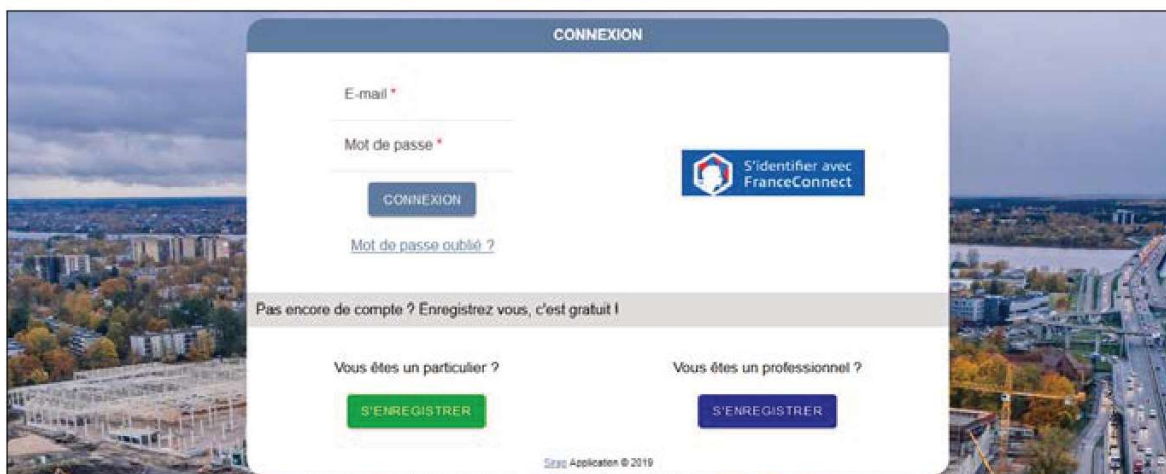 CONNEXION
E-mail *
Mot de passe *
CONNEXION
Mot de passe oublié ?
S'identifier avec
FranceConnect
Pas encore de compte ? Enregistrez vous, c'est gratuit !
Vous êtes un particulier ?
S'ENREGISTRER
Vous êtes un professionnel ?
S'ENREGISTRER
Sirap Application © 2019